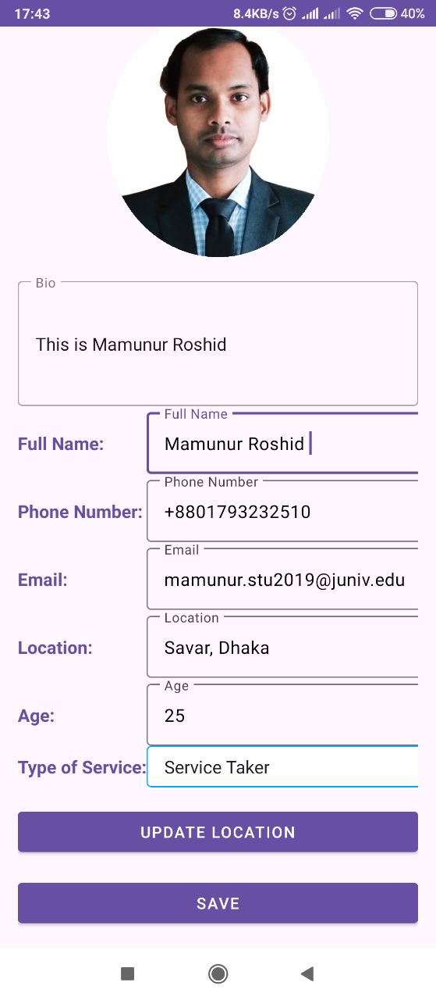 17:43 8.4KB/s 40%
Bio
This is Mamunur Roshid
Full Name
Full Name: Mamunur Roshid
Phone Number
Phone Number: +8801793232510
Email
Email: mamunur.stu2019@juniv.edu
Location
Location: Savar, Dhaka
Age
Age: 25
Type of Service: Service Taker
UPDATE LOCATION
SAVE